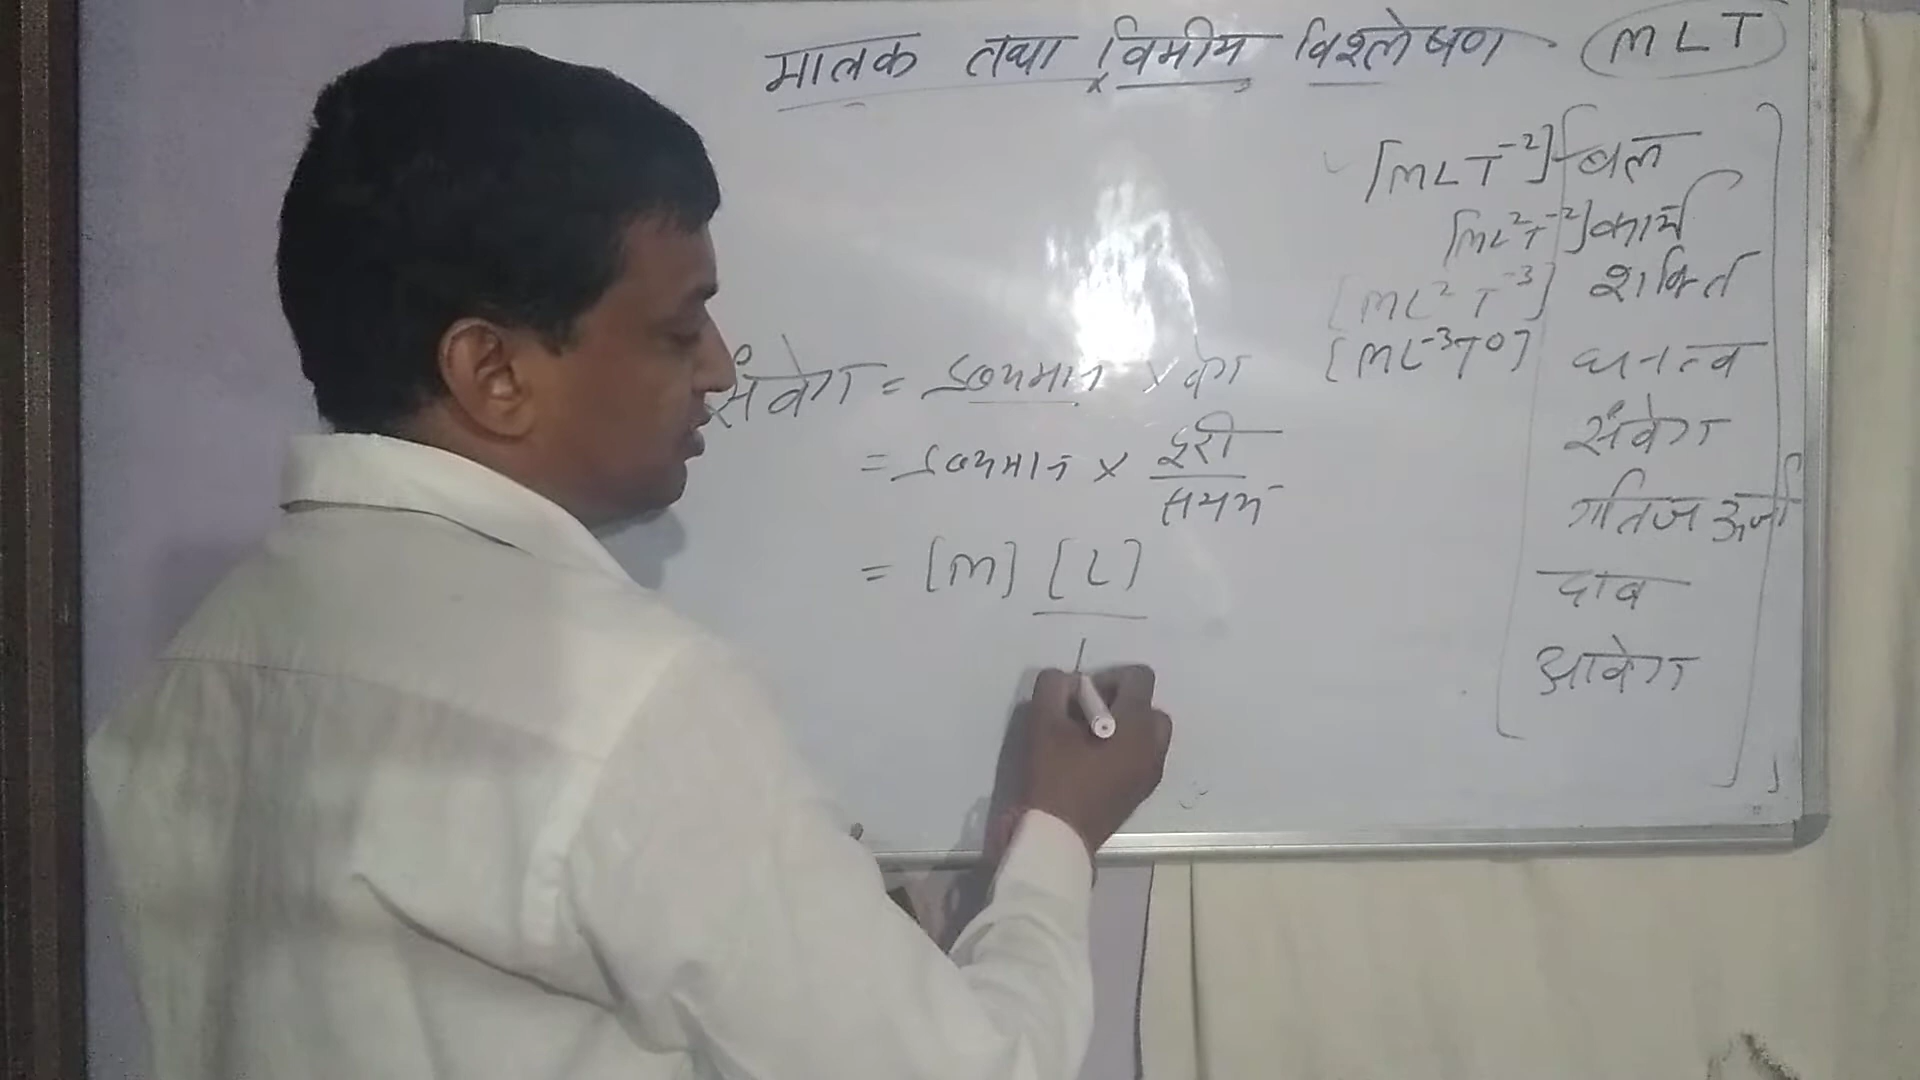 मात्रक तथा विमीय विश्लेषण MLT
[MLT⁻²] बल
[ML²T⁻²] कार्य
[ML²T⁻³] शक्ति
[ML⁻³T⁰] घनत्व
संवेग
गतिज ऊर्जा
दाब
आवेग
संवेग = द्रव्यमान × वेग
= द्रव्यमान × दूरी
समय
= [M] [L]